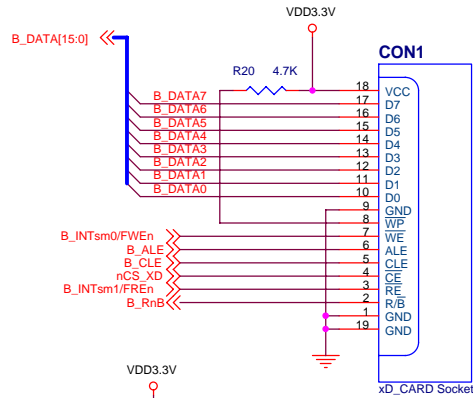 VDD3.3V
B_DATA[15:0]
CON1
R20 4.7K
18 VCC
B_DATA7 17 D7
B_DATA6 16 D6
B_DATA5 15 D5
B_DATA4 14 D4
B_DATA3 13 D3
B_DATA2 12 D2
B_DATA1 11 D1
B_DATA0 10 D0
9 GND
8 WP
B_INTsm0/FWEn 7 WE
B_ALE 6 ALE
B_CLE 5 CLE
nCS_XD 4 CE
B_INTsm1/FREn 3 RE
B_RnB 2 R/B
1 GND
19 GND
VDD3.3V
xD_CARD Socket